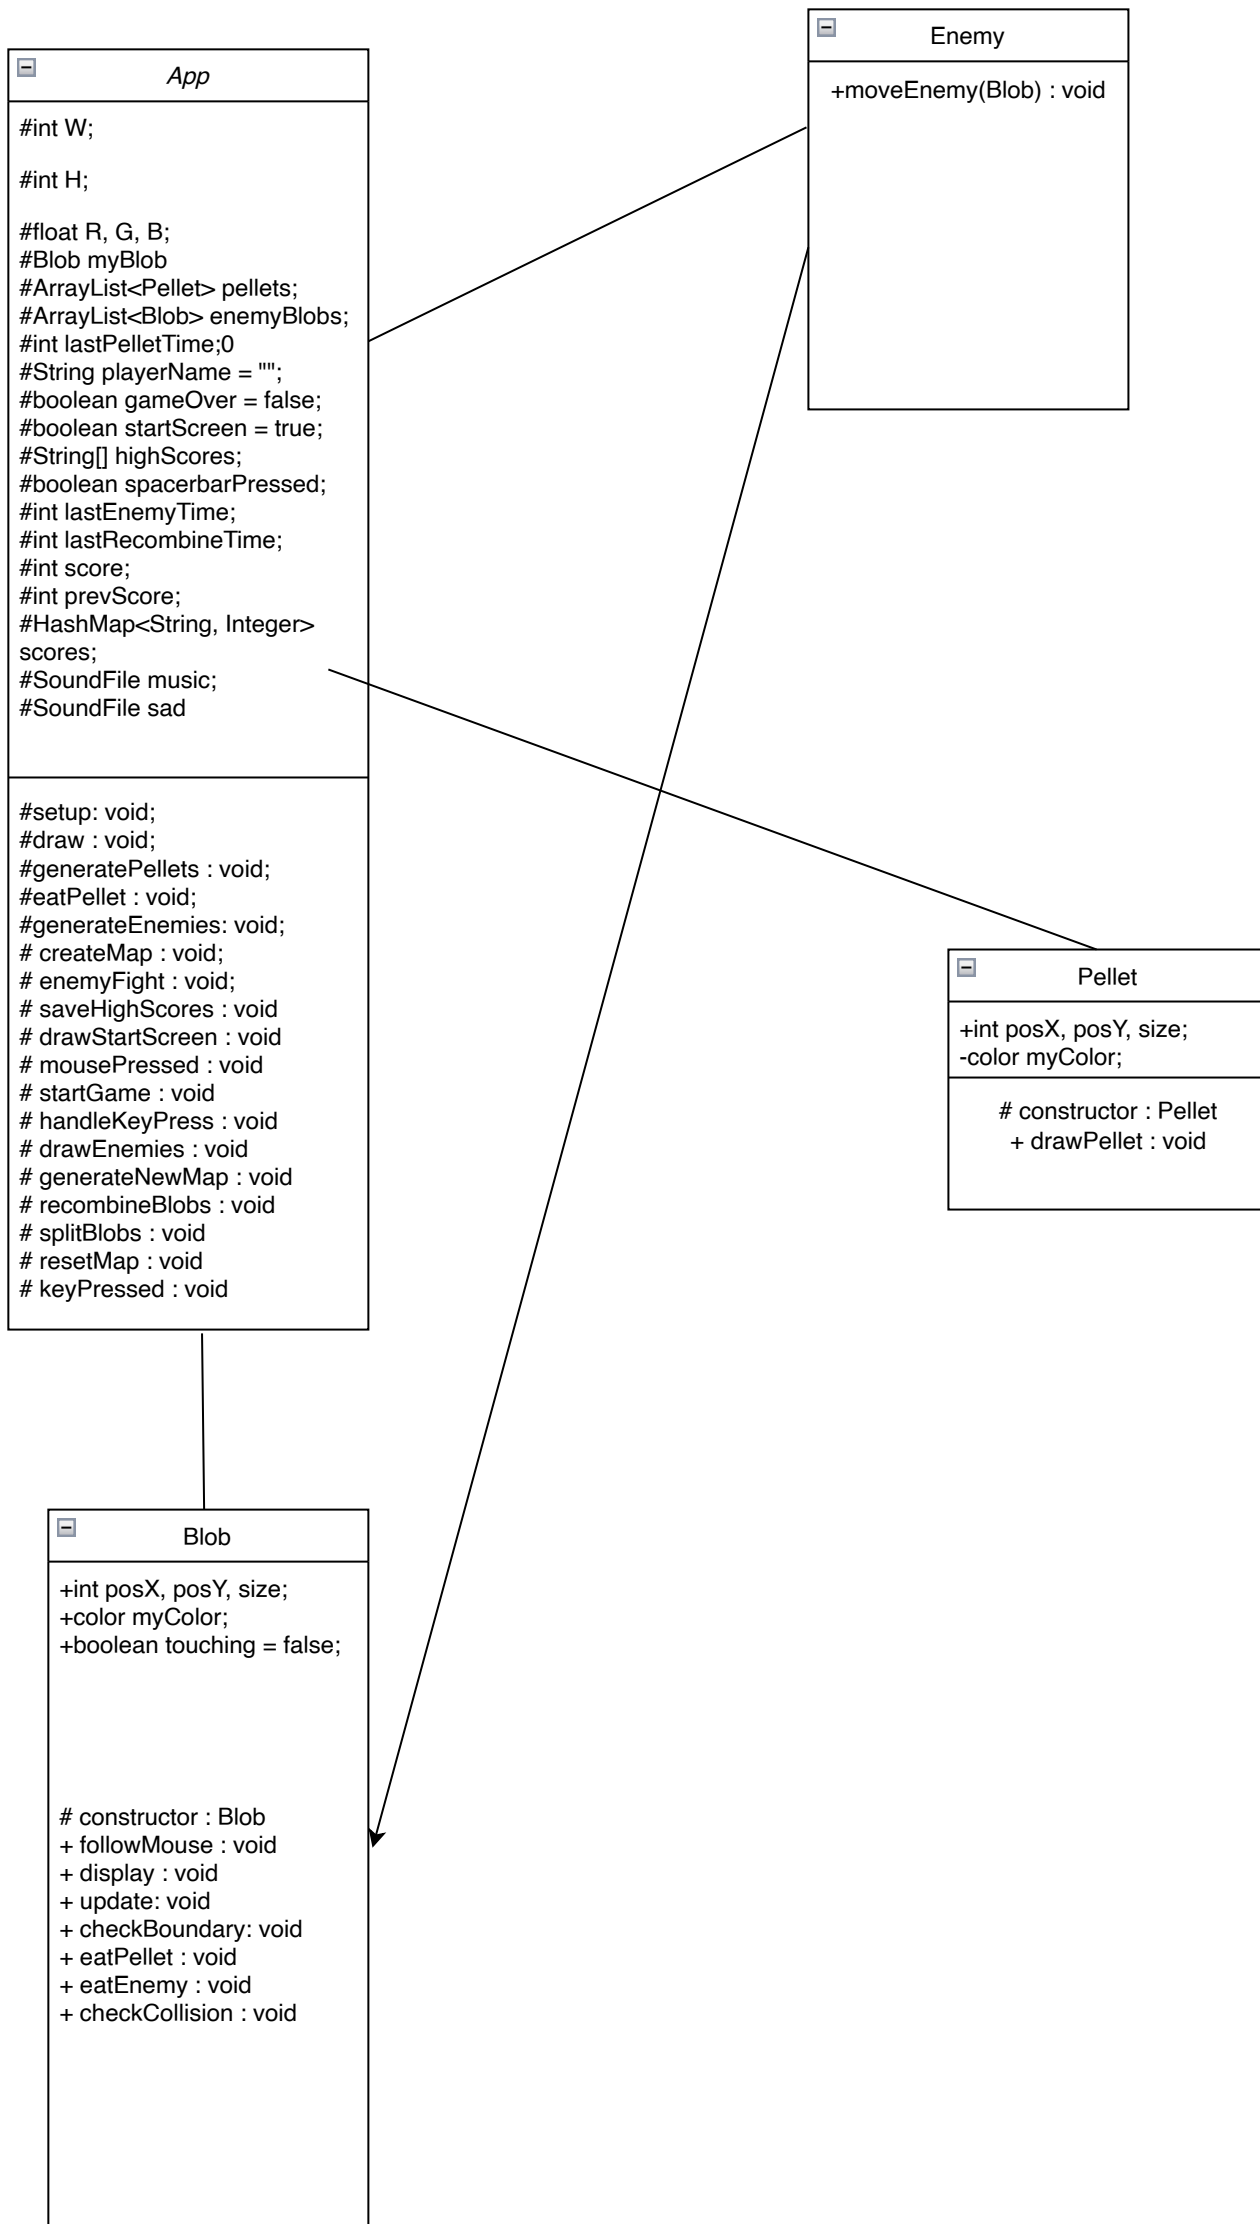 App
#int W;
#int H;
#float R, G, B;
#Blob myBlob
#ArrayList<Pellet> pellets;
#ArrayList<Blob> enemyBlobs;
#int lastPelletTime;0
#String playerName = "";
#boolean gameOver = false;
#boolean startScreen = true;
#String[] highScores;
#boolean spacerbarPressed;
#int lastEnemyTime;
#int lastRecombineTime;
#int score;
#int prevScore;
#HashMap<String, Integer>
scores;
#SoundFile music;
#SoundFile sad
#setup: void;
#draw : void;
#generatePellets : void;
#eatPellet : void;
#generateEnemies: void;
# createMap : void;
# enemyFight : void;
# saveHighScores : void
# drawStartScreen : void
# mousePressed : void
# startGame : void
# handleKeyPress : void
# drawEnemies : void
# generateNewMap : void
# recombineBlobs : void
# splitBlobs : void
# resetMap : void
# keyPressed : void
Enemy
+moveEnemy(Blob) : void
Pellet
+int posX, posY, size;
-color myColor;
# constructor : Pellet
+ drawPellet : void
Blob
+int posX, posY, size;
+color myColor;
+boolean touching = false;
# constructor : Blob
+ followMouse : void
+ display : void
+ update: void
+ checkBoundary: void
+ eatPellet : void
+ eatEnemy : void
+ checkCollision : void